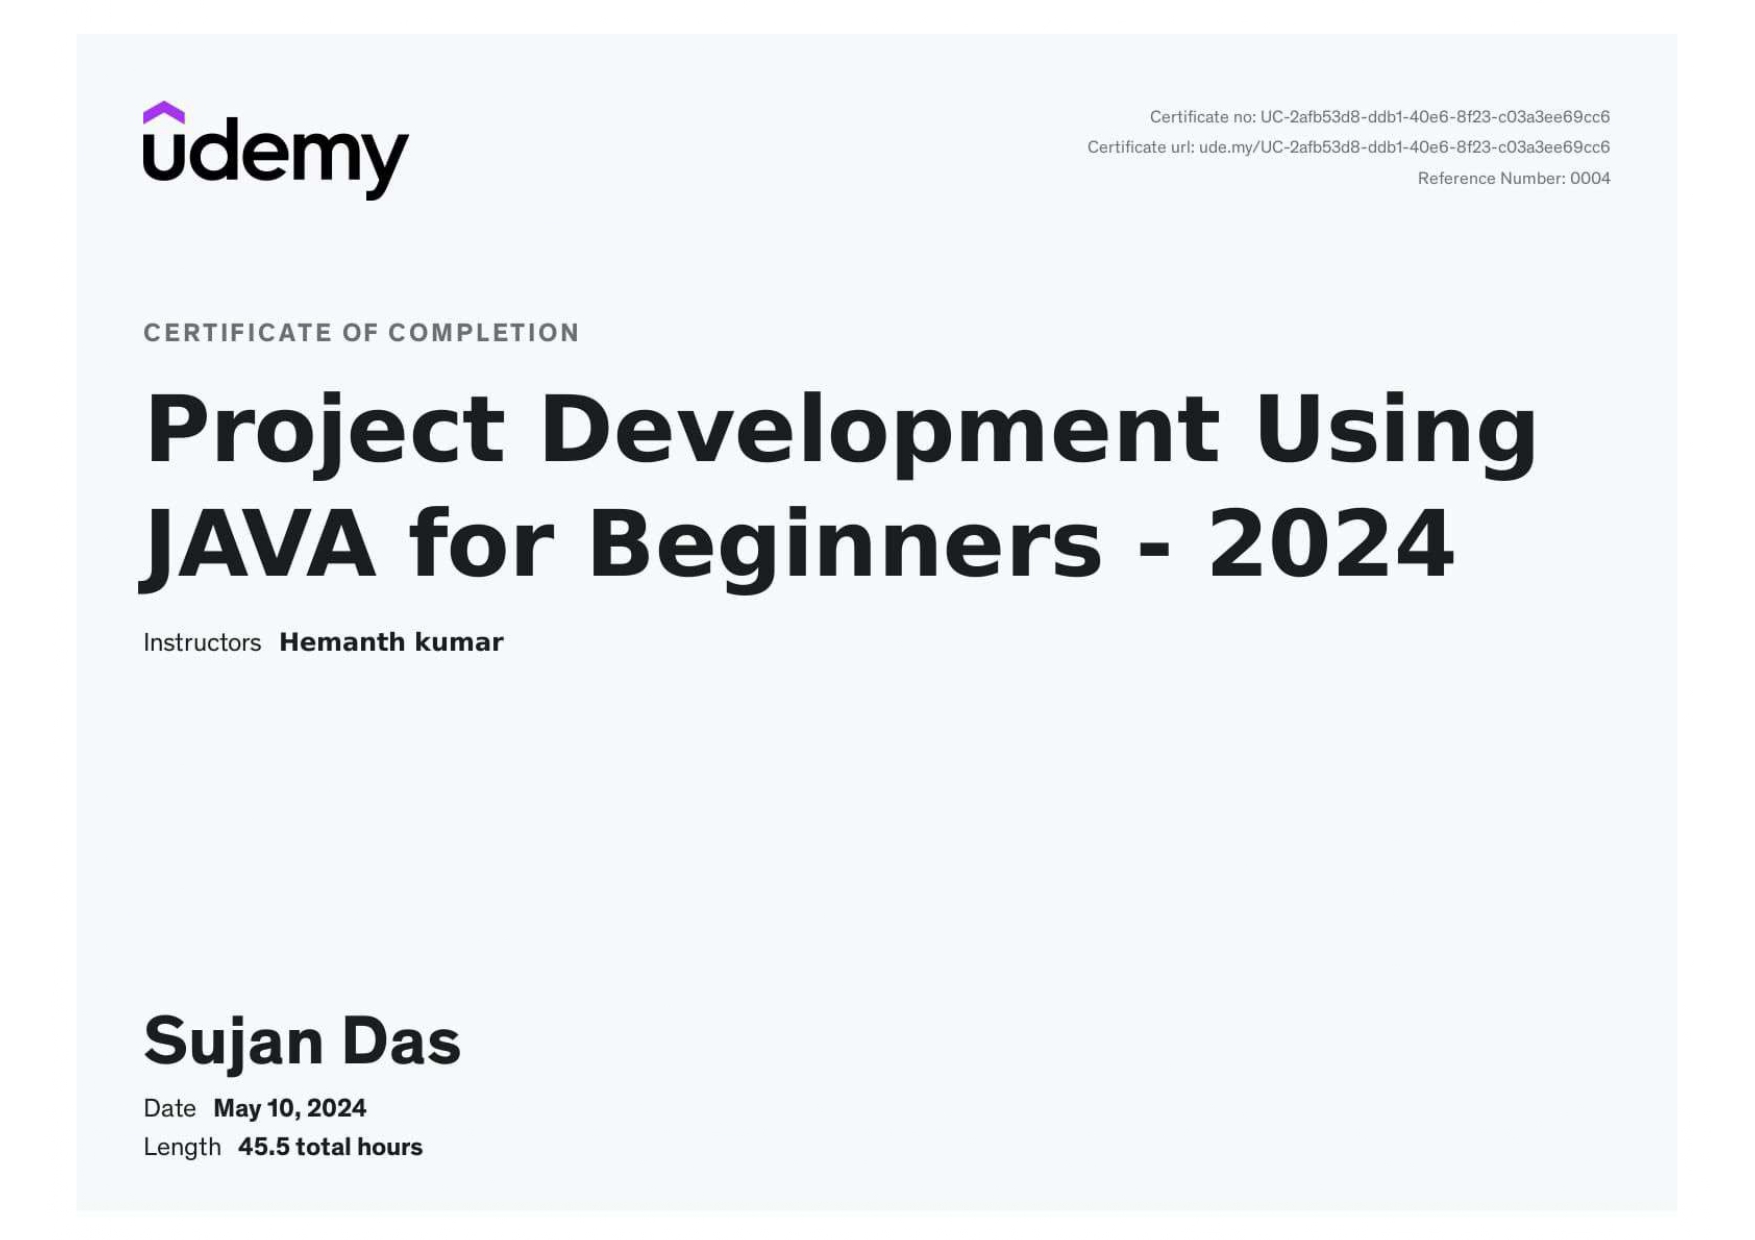 udemy
Certificate no: UC-2afb53d8-ddb1-40e6-8f23-c03a3ee69cc6
Certificate url: ude.my/UC-2afb53d8-ddb1-40e6-8f23-c03a3ee69cc6
Reference Number: 0004
CERTIFICATE OF COMPLETION
Project Development Using
JAVA for Beginners - 2024
Instructors Hemanth kumar
Sujan Das
Date May 10, 2024
Length 45.5 total hours